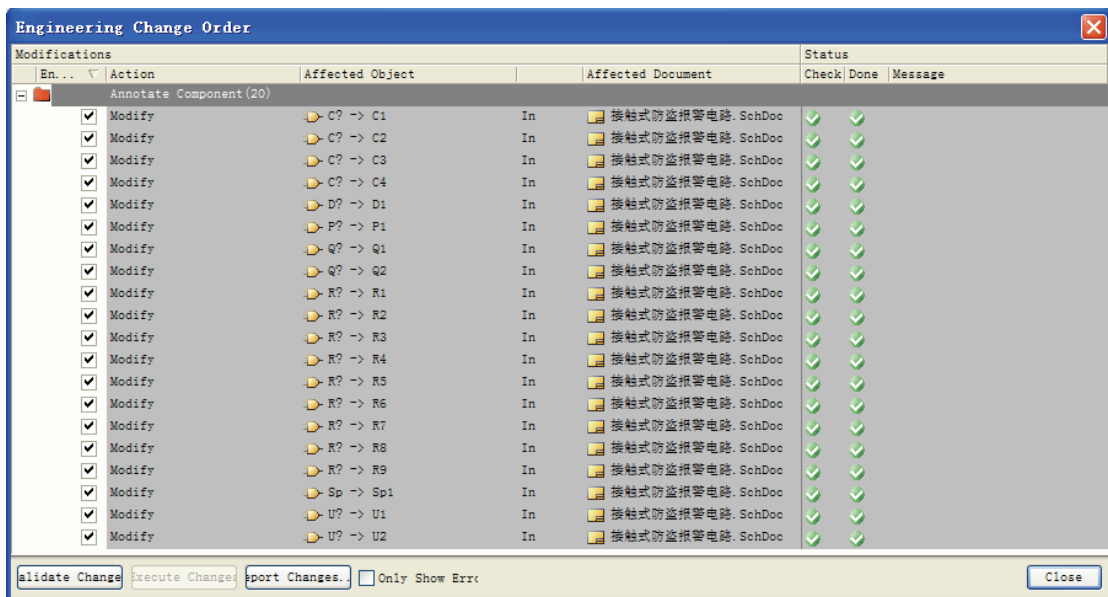 Engineering Change Order
Modifications Status
En... Action Affected Object Affected Document Check Done Message
Annotate Component(20)
Modify C? -> C1 In 接触式防盗报警电路.SchDoc
Modify C? -> C2 In 接触式防盗报警电路.SchDoc
Modify C? -> C3 In 接触式防盗报警电路.SchDoc
Modify C? -> C4 In 接触式防盗报警电路.SchDoc
Modify D? -> D1 In 接触式防盗报警电路.SchDoc
Modify P? -> P1 In 接触式防盗报警电路.SchDoc
Modify Q? -> Q1 In 接触式防盗报警电路.SchDoc
Modify Q? -> Q2 In 接触式防盗报警电路.SchDoc
Modify R? -> R1 In 接触式防盗报警电路.SchDoc
Modify R? -> R2 In 接触式防盗报警电路.SchDoc
Modify R? -> R3 In 接触式防盗报警电路.SchDoc
Modify R? -> R4 In 接触式防盗报警电路.SchDoc
Modify R? -> R5 In 接触式防盗报警电路.SchDoc
Modify R? -> R6 In 接触式防盗报警电路.SchDoc
Modify R? -> R7 In 接触式防盗报警电路.SchDoc
Modify R? -> R8 In 接触式防盗报警电路.SchDoc
Modify R? -> R9 In 接触式防盗报警电路.SchDoc
Modify Sp -> Sp1 In 接触式防盗报警电路.SchDoc
Modify U? -> U1 In 接触式防盗报警电路.SchDoc
Modify U? -> U2 In 接触式防盗报警电路.SchDoc
alidate Change Execute Changes eport Changes.. Only Show Erro Close